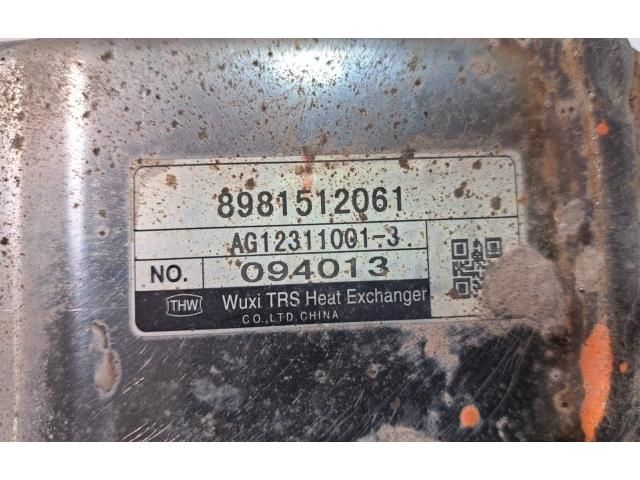 8981512061
AG12311001-3
NO. 094013
THW Wuxi TRS Heat Exchanger
CO.,LTD.CHINA